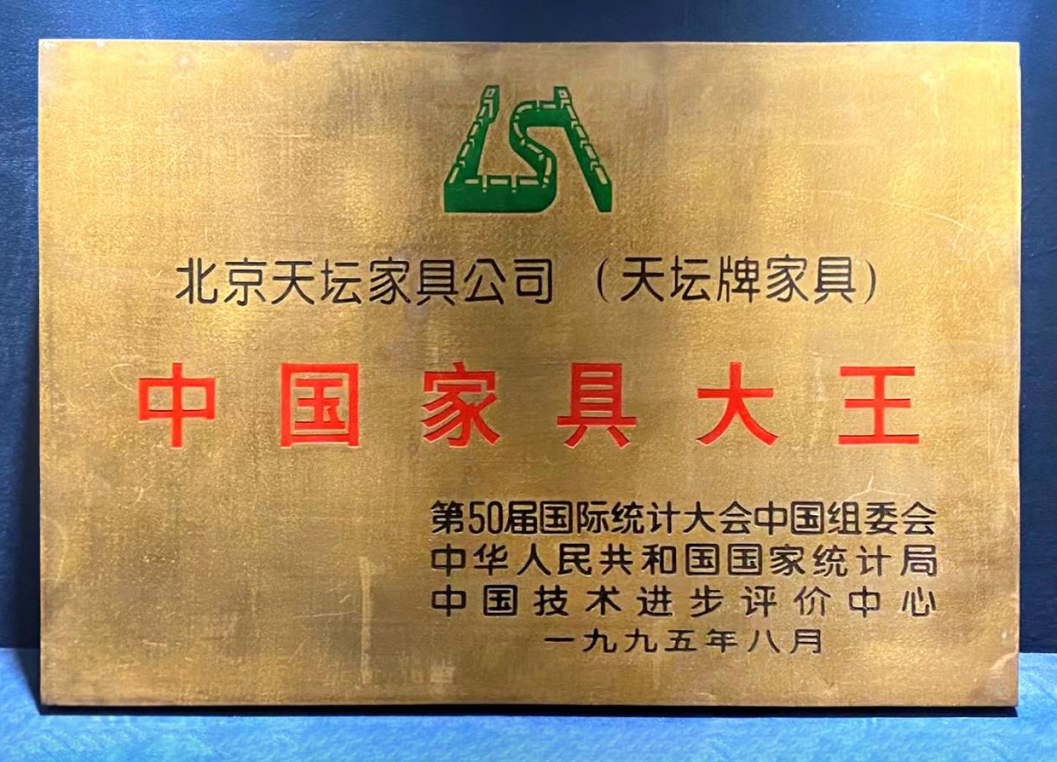 北京天坛家具公司（天坛牌家具）
中国家具大王
第50届国际统计大会中国组委会
中华人民共和国国家统计局
中国技术进步评价中心
一九九五年八月